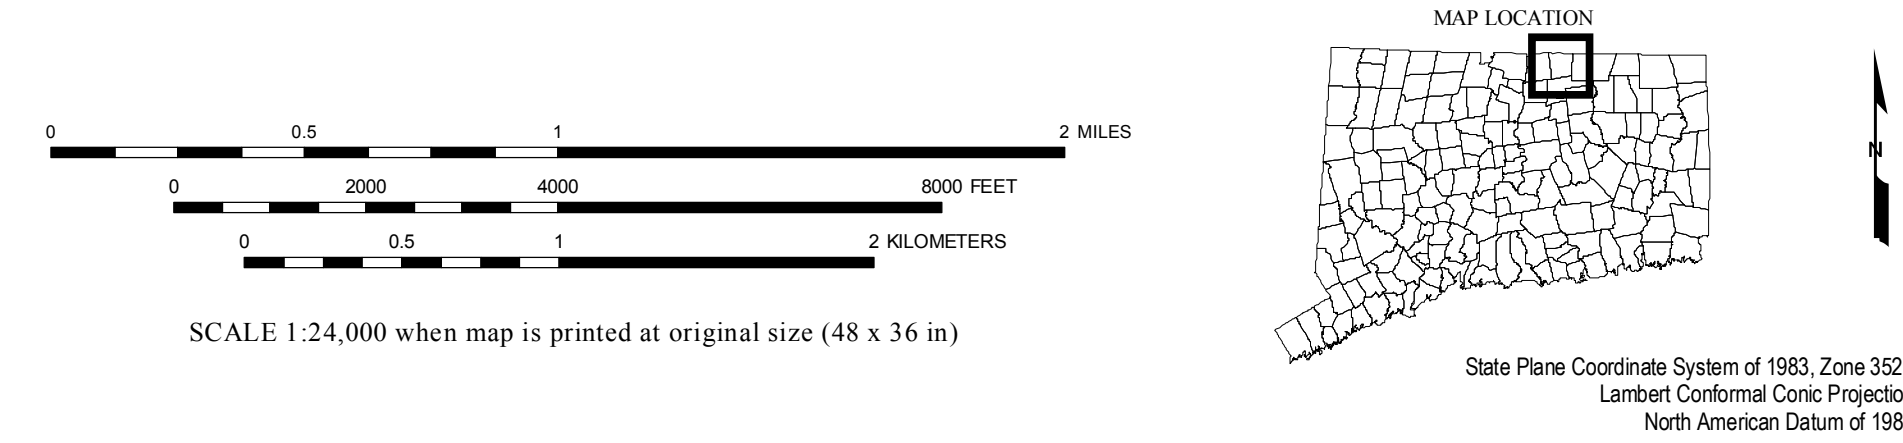 0 0.5 1 2 MILES
0 2000 4000 8000 FEET
0 0.5 1 2 KILOMETERS
SCALE 1:24,000 when map is printed at original size (48 x 36 in)
MAP LOCATION
N
State Plane Coordinate System of 1983, Zone 352
Lambert Conformal Conic Projectio
North American Datum of 198